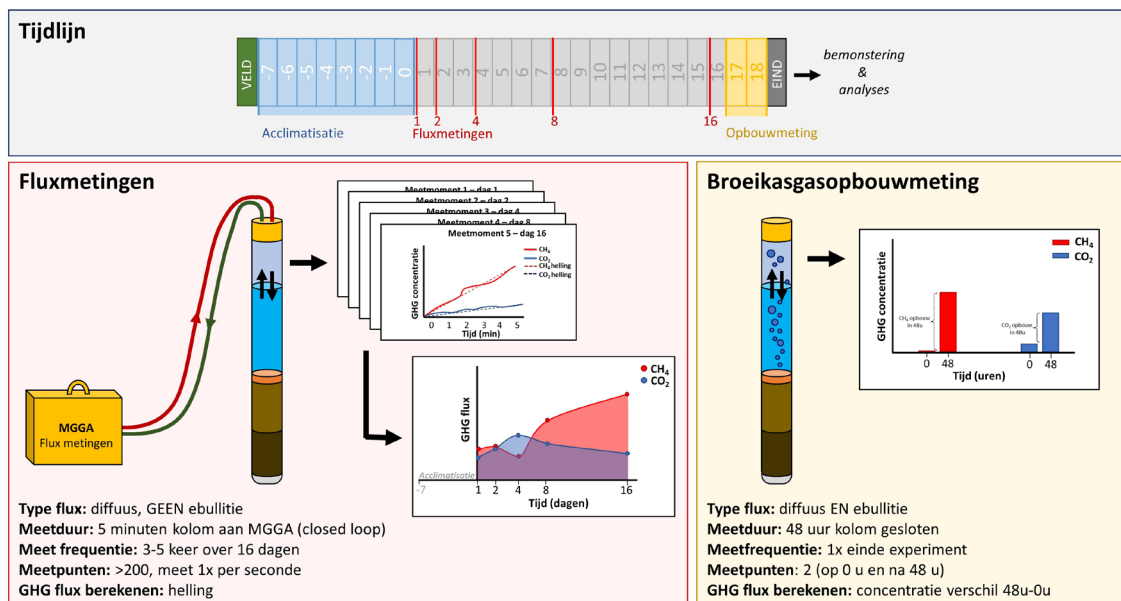 Tijdlijn
VELD
-7
-6
-5
-4
-3
-2
-1
0
1
2
3
4
5
6
7
8
9
10
11
12
13
14
15
16
17
18
EIND
bemonstering
&
analyses
1
2
4
8
16
Acclimatisatie
Fluxmetingen
Opbouwmeting
Fluxmetingen
MGGA
Flux metingen
Meetmoment 1 – dag 1
Meetmoment 2 – dag 2
Meetmoment 3 – dag 4
Meetmoment 4 – dag 8
Meetmoment 5 – dag 16
GHG concentratie
CH₄
CO₂
CH₄ helling
CO₂ helling
0 1 2 3 4 5
Tijd (min)
GHG flux
CH₄
CO₂
Acclimatisatie
-7 1 2 4 8 16
Tijd (dagen)
Type flux: diffuus, GEEN ebullitie
Meetduur: 5 minuten kolom aan MGGA (closed loop)
Meet frequentie: 3-5 keer over 16 dagen
Meetpunten: >200, meet 1x per seconde
GHG flux berekenen: helling
Broeikasgasopbouwmeting
GHG concentratie
CH₄
CO₂
CH₄ opbouw
in 48u
CO₂ opbouw
in 48u
0 48 0 48
Tijd (uren)
Type flux: diffuus EN ebullitie
Meetduur: 48 uur kolom gesloten
Meetfrequentie: 1x einde experiment
Meetpunten: 2 (op 0 u en na 48 u)
GHG flux berekenen: concentratie verschil 48u-0u